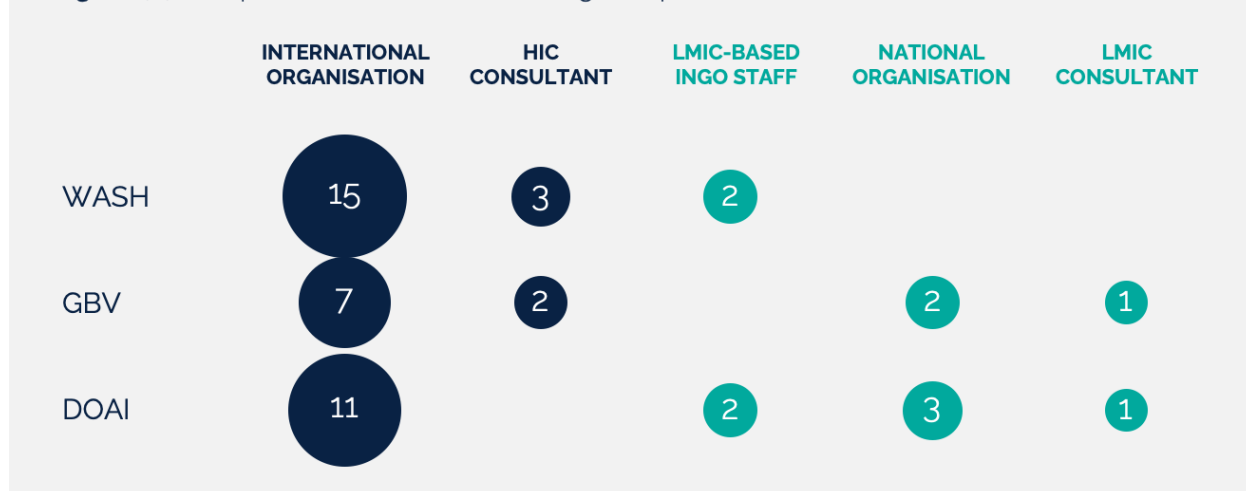 INTERNATIONAL ORGANISATION
HIC CONSULTANT
LMIC-BASED INGO STAFF
NATIONAL ORGANISATION
LMIC CONSULTANT
WASH 15 3 2
GBV 7 2 2 1
DOAI 11 2 3 1